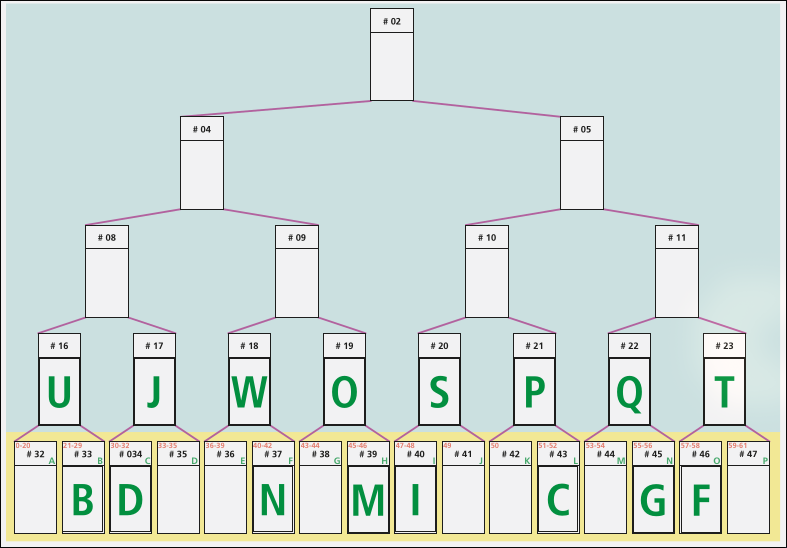 # 02
# 04 # 05
# 08 # 09 # 10 # 11
# 16 # 17 # 18 # 19 # 20 # 21 # 22 # 23
U J W O S P Q T
0-20 21-29 30-32 33-35 36-39 40-42 43-44 45-46 47-48 49 50 51-52 53-54 55-56 57-58 59-61
# 32 # 33 # 034 # 35 # 36 # 37 # 38 # 39 # 40 # 41 # 42 # 43 # 44 # 45 # 46 # 47
A B C D E F G H I J K L M N O P
B D N M I C G F